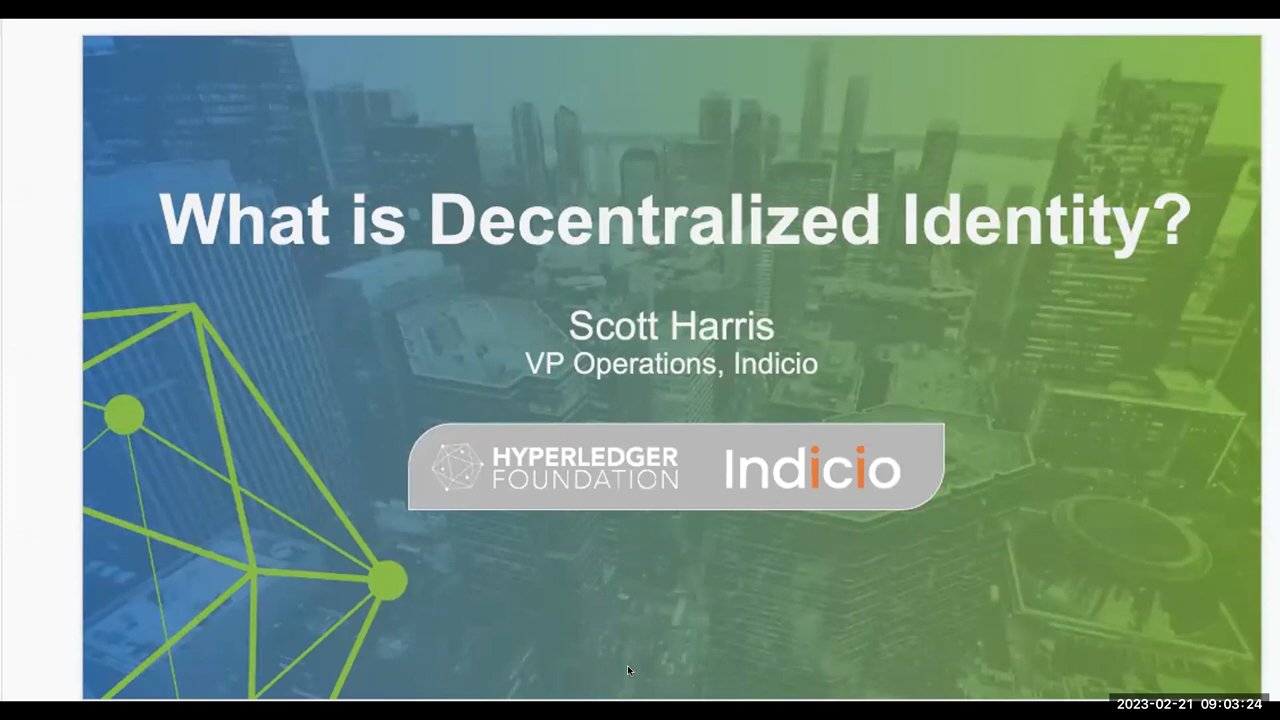 What is Decentralized Identity?
Scott Harris
VP Operations, Indicio
HYPERLEDGER
FOUNDATION
Indicio
2023-02-21 09:03:24